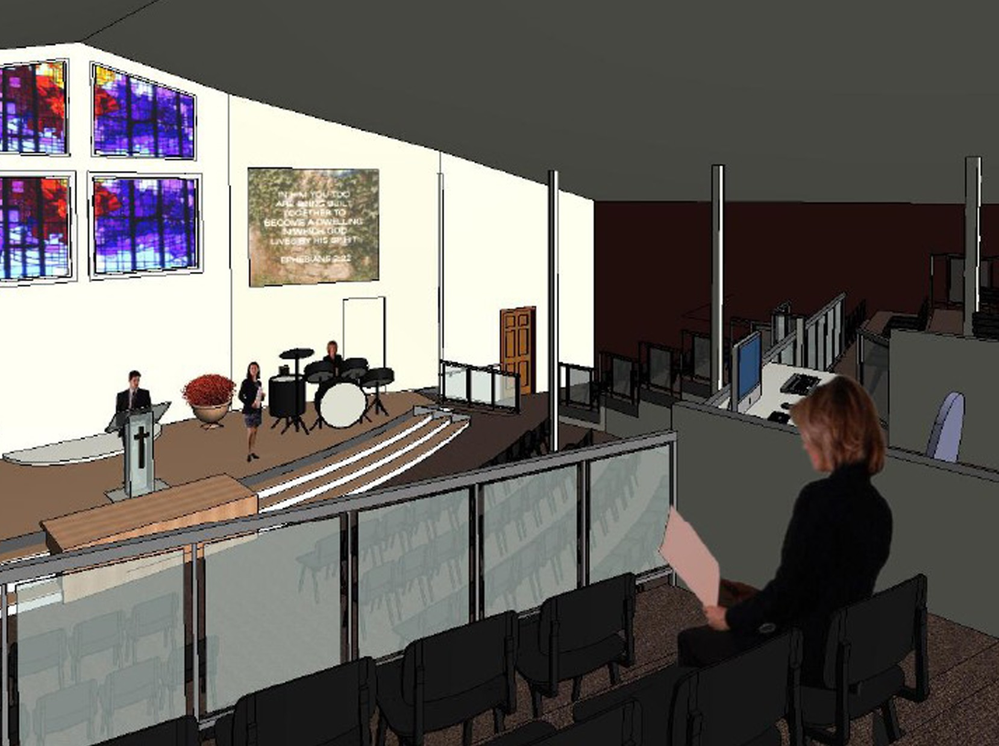 IN HIM YOU TOO
ARE BEING BUILT
TOGETHER TO
BECOME A DWELLING
IN WHICH GOD
LIVES BY HIS SPIRIT
EPHESIANS 2:22